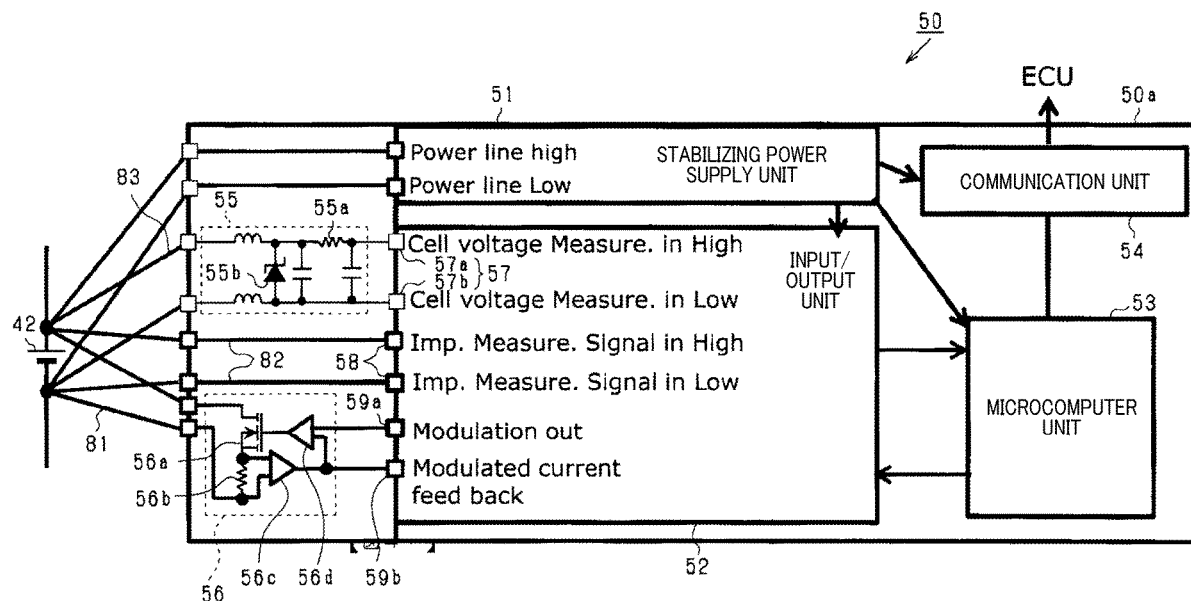 50
ECU
51
50a
Power line high
Power line Low
STABILIZING POWER
SUPPLY UNIT
COMMUNICATION UNIT
54
83
55
55a
55b
Cell voltage Measure. in High
57a
57b
57
Cell voltage Measure. in Low
INPUT/
OUTPUT
UNIT
53
42
82
58
Imp. Measure. Signal in High
Imp. Measure. Signal in Low
MICROCOMPUTER
UNIT
81
59a
Modulation out
56a
56b
Modulated current
feed back
56
56c
56d
59b
52